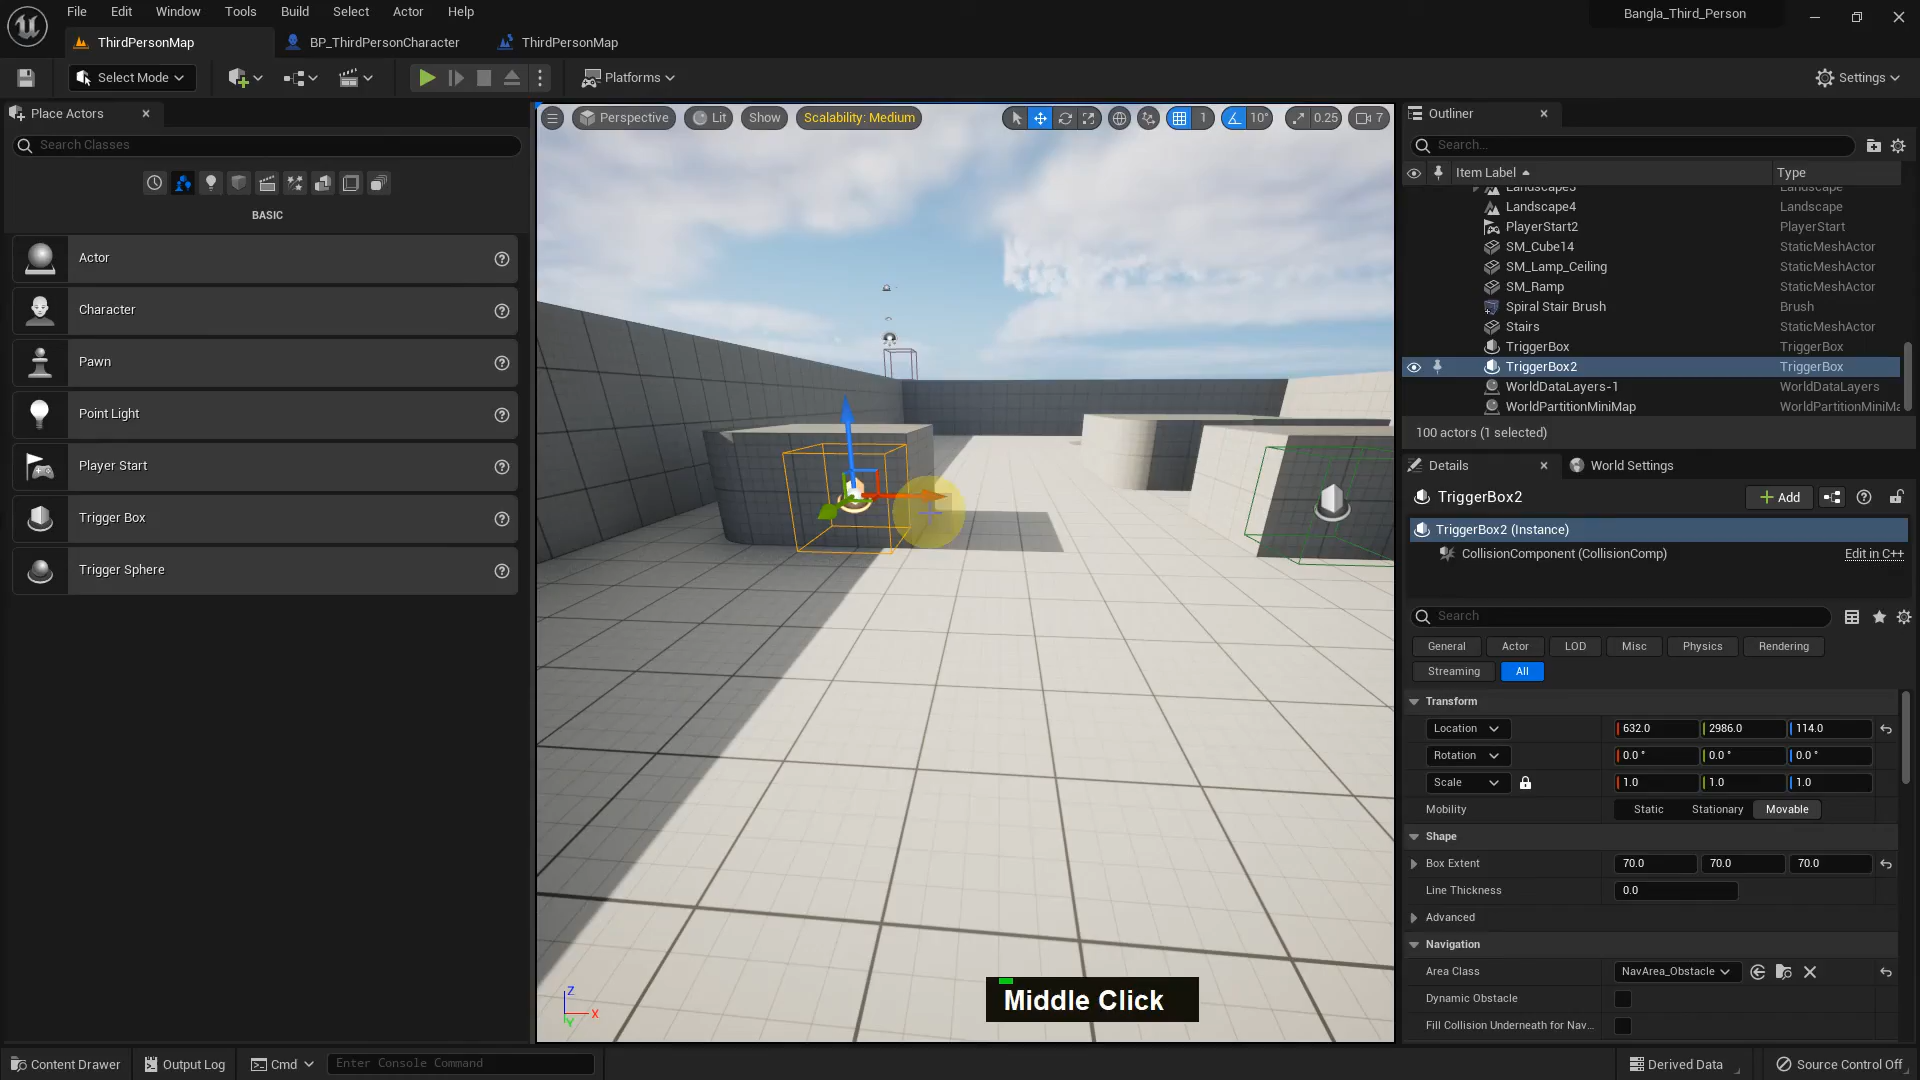 File Edit Window Tools Build Select Actor Help
Bangla_Third_Person
ThirdPersonMap BP_ThirdPersonCharacter ThirdPersonMap
Select Mode Platforms Settings
Place Actors
Search Classes
BASIC
Actor
Character
Pawn
Point Light
Player Start
Trigger Box
Trigger Sphere
Perspective Lit Show Scalability: Medium 1 10° 0.25 7
Z
X
Y
Middle Click
Outliner
Search...
Item Label Type
Landscape3 Landscape
Landscape4 Landscape
PlayerStart2 PlayerStart
SM_Cube14 StaticMeshActor
SM_Lamp_Ceiling StaticMeshActor
SM_Ramp StaticMeshActor
Spiral Stair Brush Brush
Stairs StaticMeshActor
TriggerBox TriggerBox
TriggerBox2 TriggerBox
WorldDataLayers-1 WorldDataLayers
WorldPartitionMiniMap WorldPartitionMiniMa
100 actors (1 selected)
Details World Settings
TriggerBox2 Add
TriggerBox2 (Instance)
CollisionComponent (CollisionComp) Edit in C++
Search
General Actor LOD Misc Physics Rendering
Streaming All
Transform
Location 632.0 2986.0 114.0
Rotation 0.0 ° 0.0 ° 0.0 °
Scale 1.0 1.0 1.0
Mobility Static Stationary Movable
Shape
Box Extent 70.0 70.0 70.0
Line Thickness 0.0
Advanced
Navigation
Area Class NavArea_Obstacle
Dynamic Obstacle
Fill Collision Underneath for Nav...
Content Drawer Output Log Cmd Enter Console Command Derived Data Source Control Off